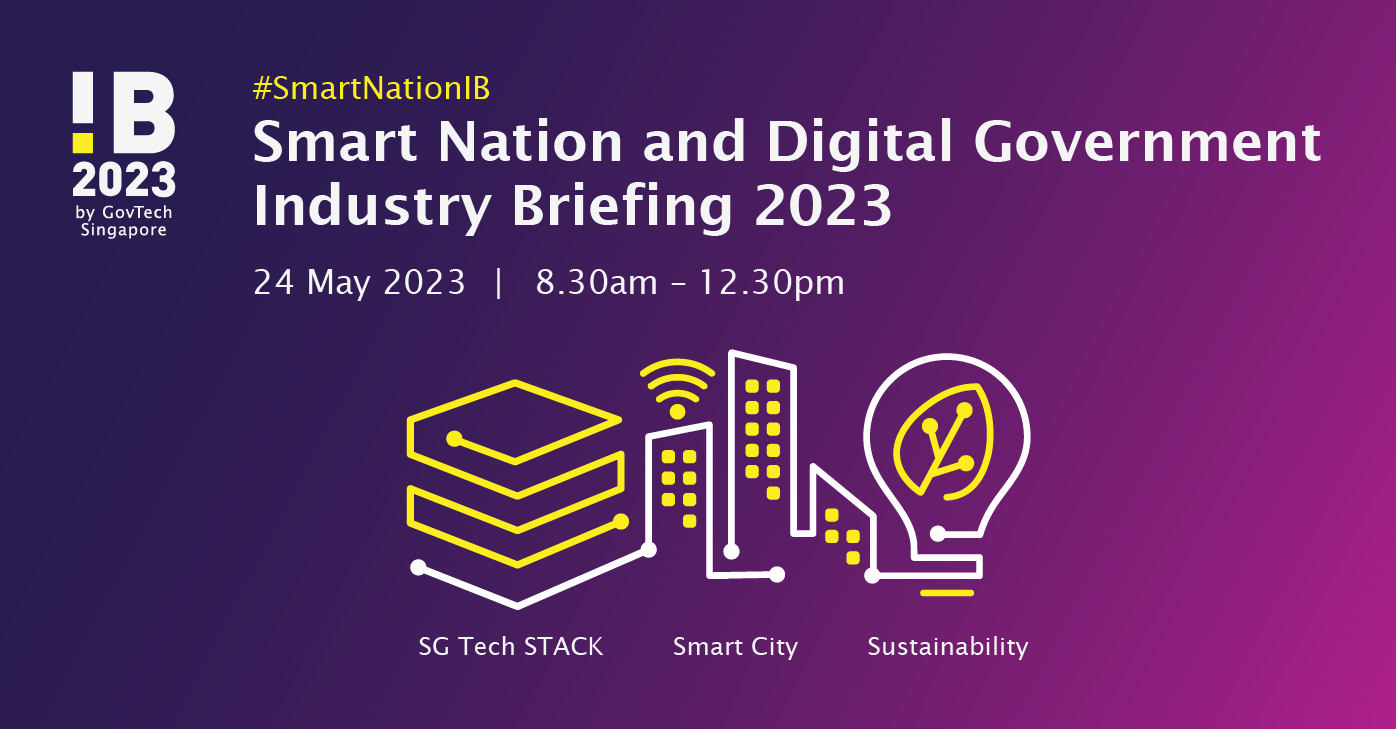 IB
2023
by GovTech
Singapore
#SmartNationIB
Smart Nation and Digital Government
Industry Briefing 2023
24 May 2023 | 8.30am – 12.30pm
SG Tech STACK
Smart City
Sustainability